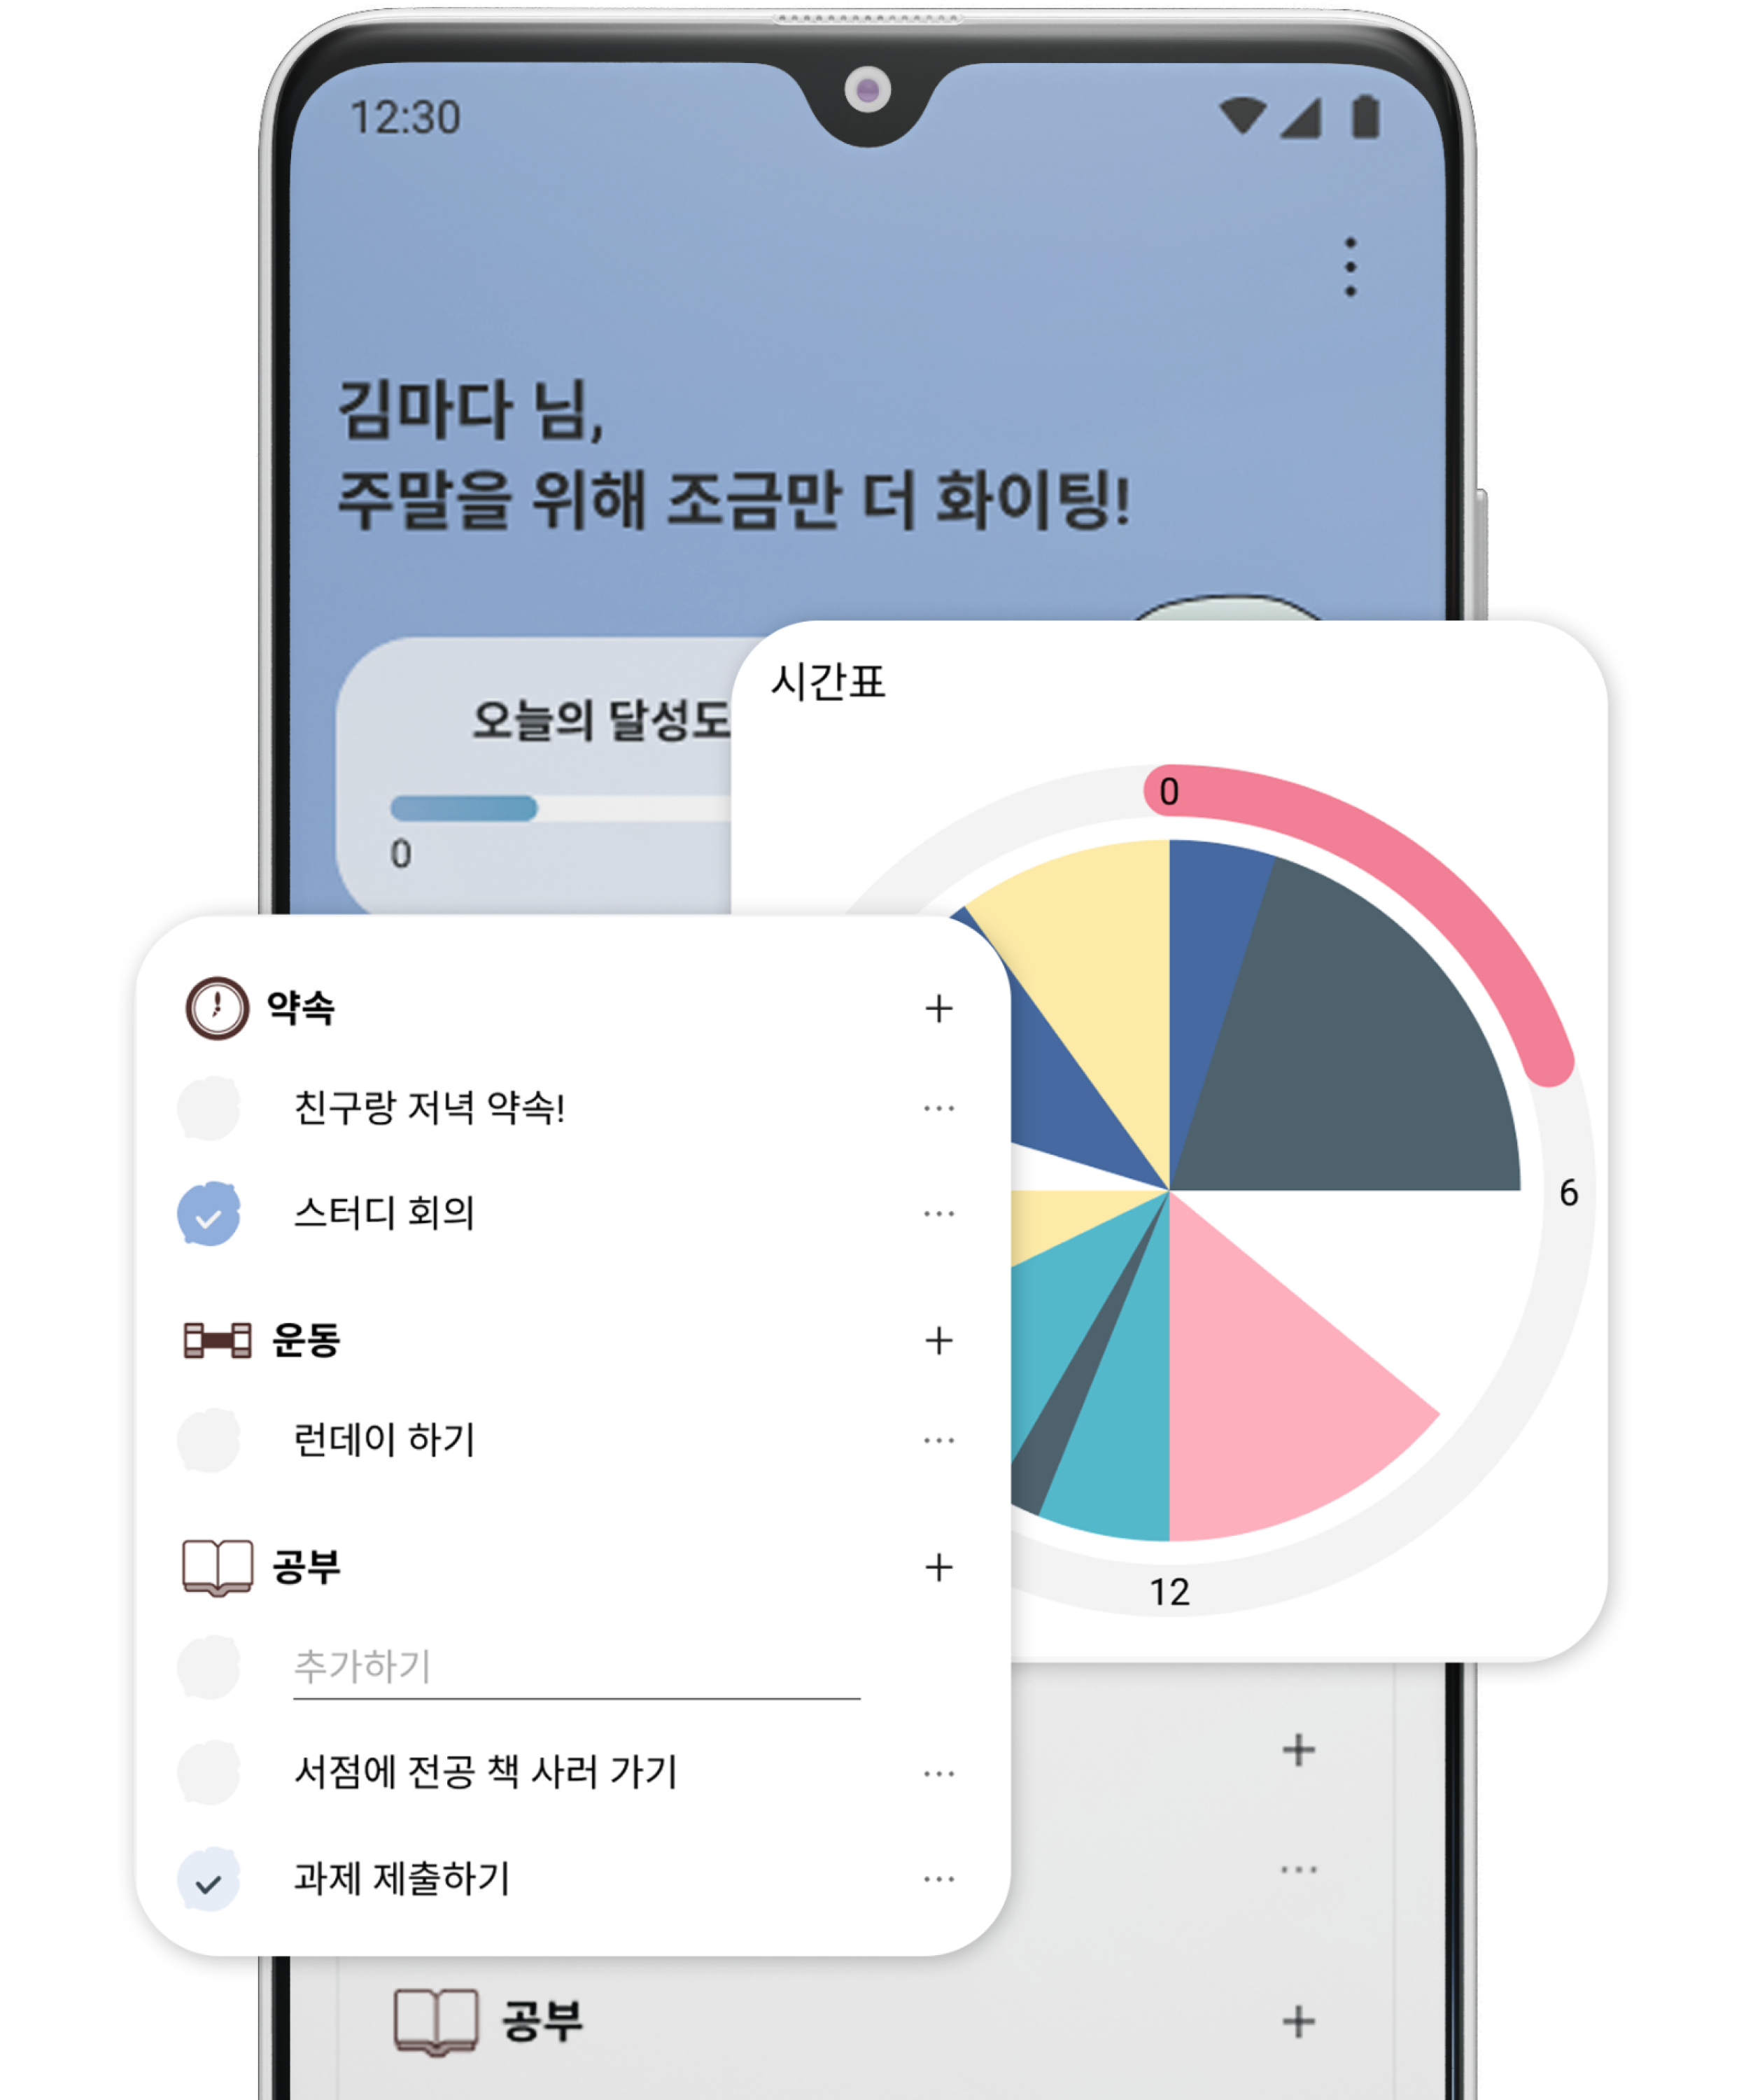 12:30
김마다 님,
주말을 위해 조금만 더 화이팅!
오늘의 달성도
0
시간표
0
6
12
약속
친구랑 저녁 약속!
스터디 회의
운동
런데이 하기
공부
추가하기
서점에 전공 책 사러 가기
과제 제출하기
공부